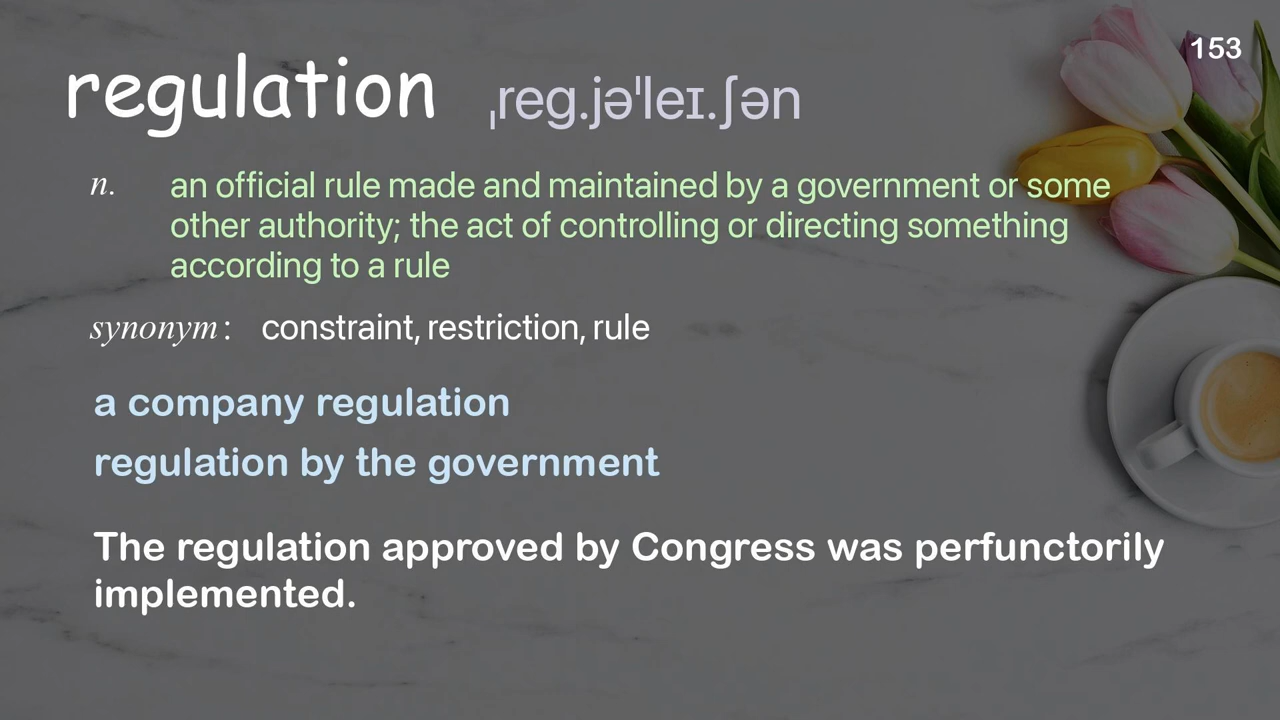 153
regulation ˌreg.jəˈleɪ.ʃən
n. an official rule made and maintained by a government or some
other authority; the act of controlling or directing something
according to a rule
synonym: constraint, restriction, rule
a company regulation
regulation by the government
The regulation approved by Congress was perfunctorily
implemented.